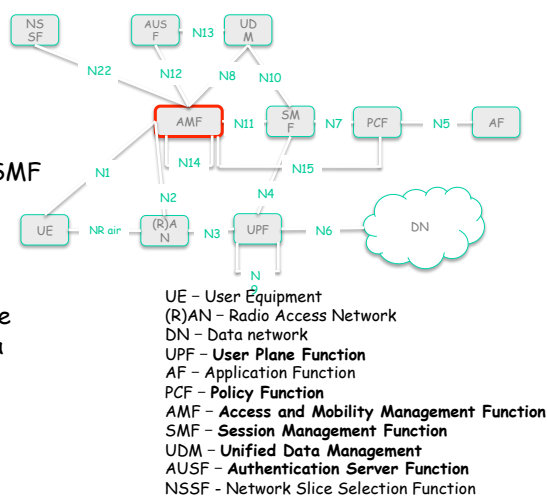 NS
SF
AUS
F
N13
UD
M
N22
N12
N8
N10
AMF
N11
SM
F
N7
PCF
N5
AF
N14
N15
SMF
N1
N2
N4
UE
NR air
(R)A
N
N3
UPF
N6
DN
N
9
e
UE – User Equipment
(R)AN – Radio Access Network
DN – Data network
UPF – User Plane Function
AF – Application Function
PCF – Policy Function
AMF – Access and Mobility Management Function
SMF – Session Management Function
UDM – Unified Data Management
AUSF – Authentication Server Function
NSSF - Network Slice Selection Function